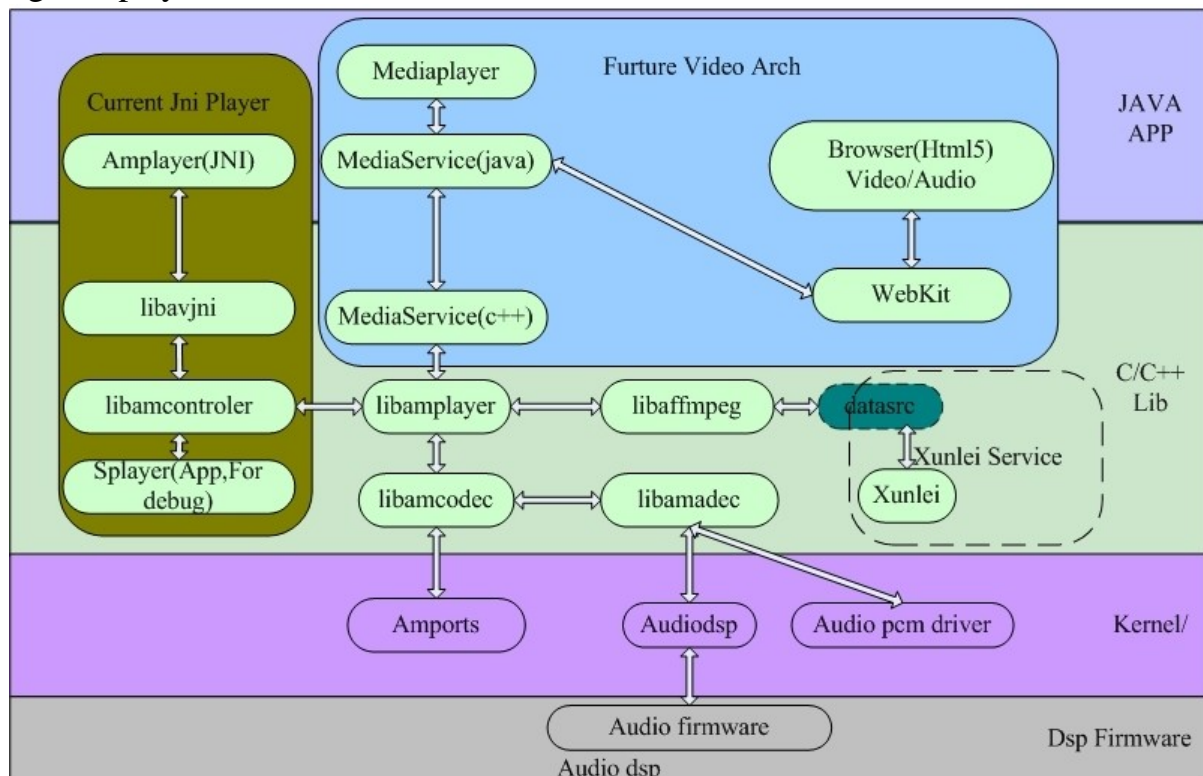 Furture Video Arch
Mediaplayer
Current Jni Player
JAVA
APP
Amplayer(JNI)
MediaService(java)
Browser(Html5)
Video/Audio
libavjni
MediaService(c++)
WebKit
C/C++
Lib
libamcontroler
libamplayer
libaffmpeg
datasrc
Xunlei Service
Splayer(App,For
debug)
libamcodec
libamadec
Xunlei
Amports
Audiodsp
Audio pcm driver
Kernel/
Audio firmware
Dsp Firmware
Audio dsp